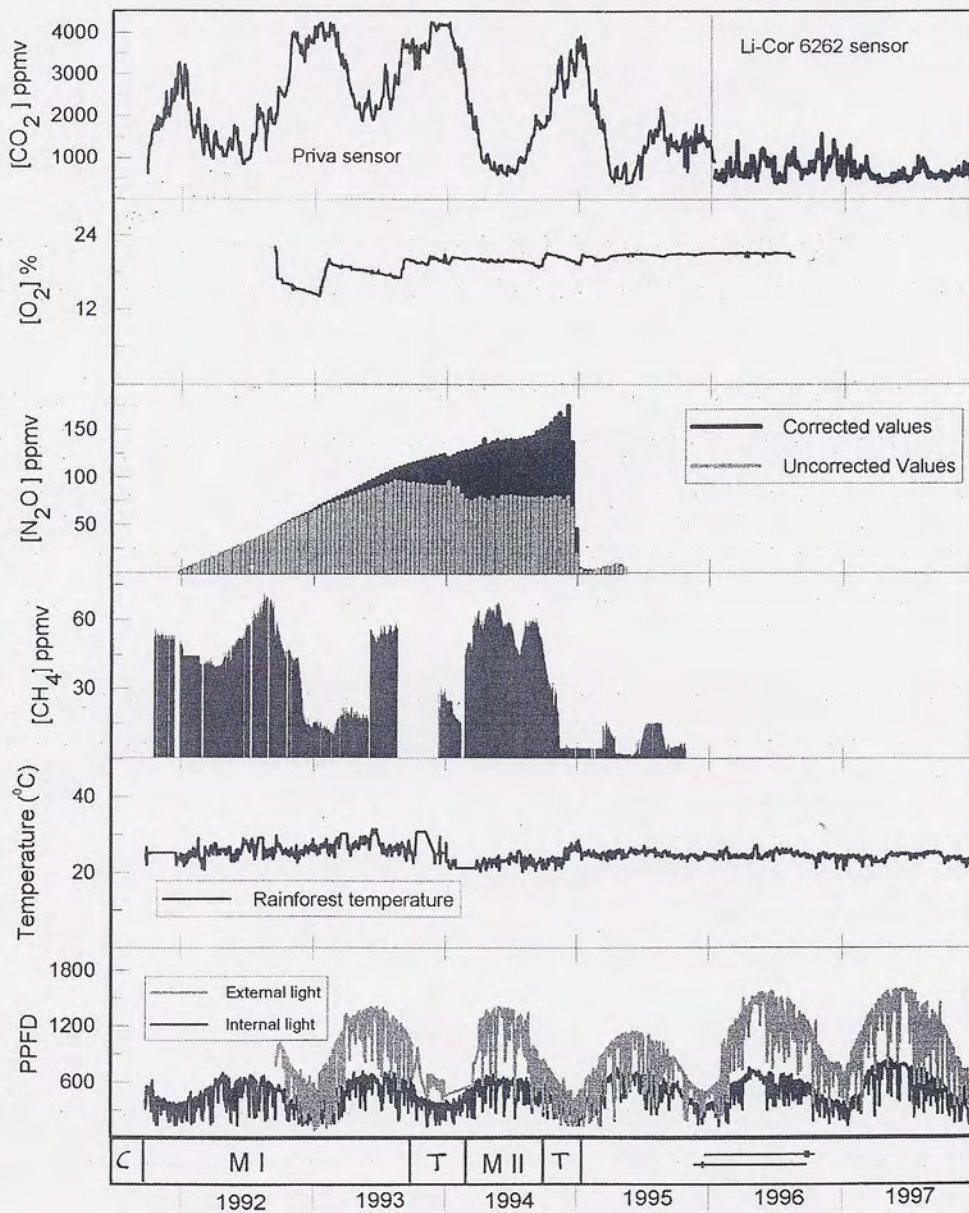 [CO2] ppmv
4000
3000
2000
1000
Priva sensor
Li-Cor 6262 sensor
[O2] %
24
12
[N2O] ppmv
150
100
50
Corrected values
Uncorrected Values
[CH4] ppmv
60
30
Temperature (°C)
40
20
Rainforest temperature
PPFD
1800
1200
600
External light
Internal light
C M I T M II T
1992 1993 1994 1995 1996 1997